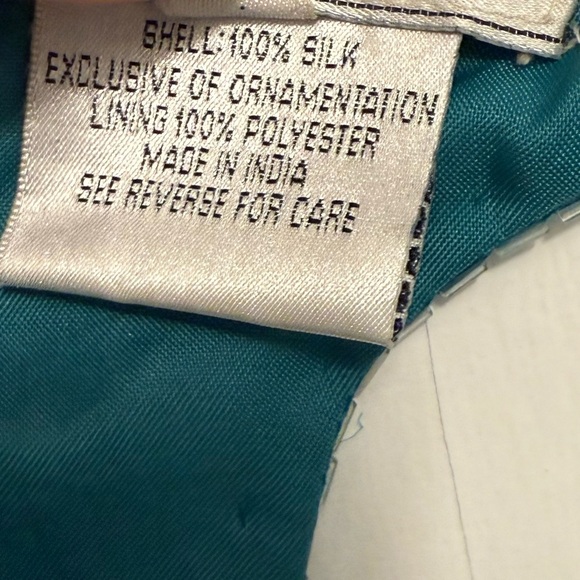 SHELL: 100% SILK
EXCLUSIVE OF ORNAMENTATION
LINING 100% POLYESTER
MADE IN INDIA
SEE REVERSE FOR CARE